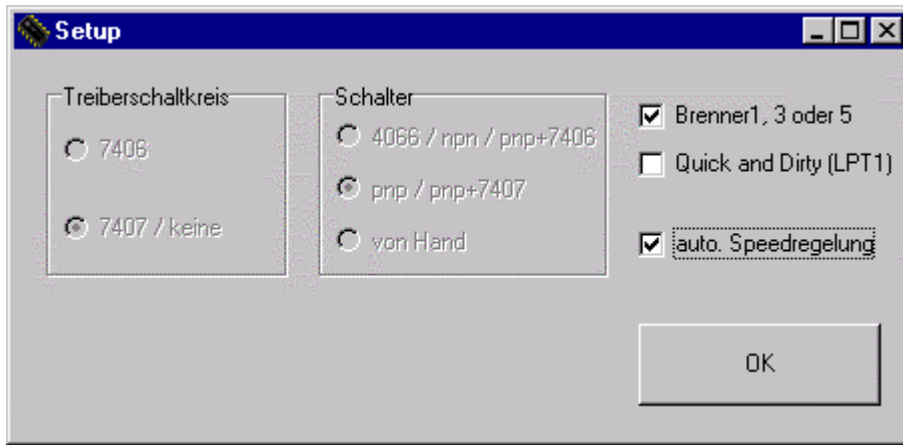 Setup
Treiberschaltkreis
7406
7407 / keine
Schalter
4066 / npn / pnp+7406
pnp / pnp+7407
von Hand
Brenner1, 3 oder 5
Quick and Dirty (LPT1)
auto. Speedregelung
OK